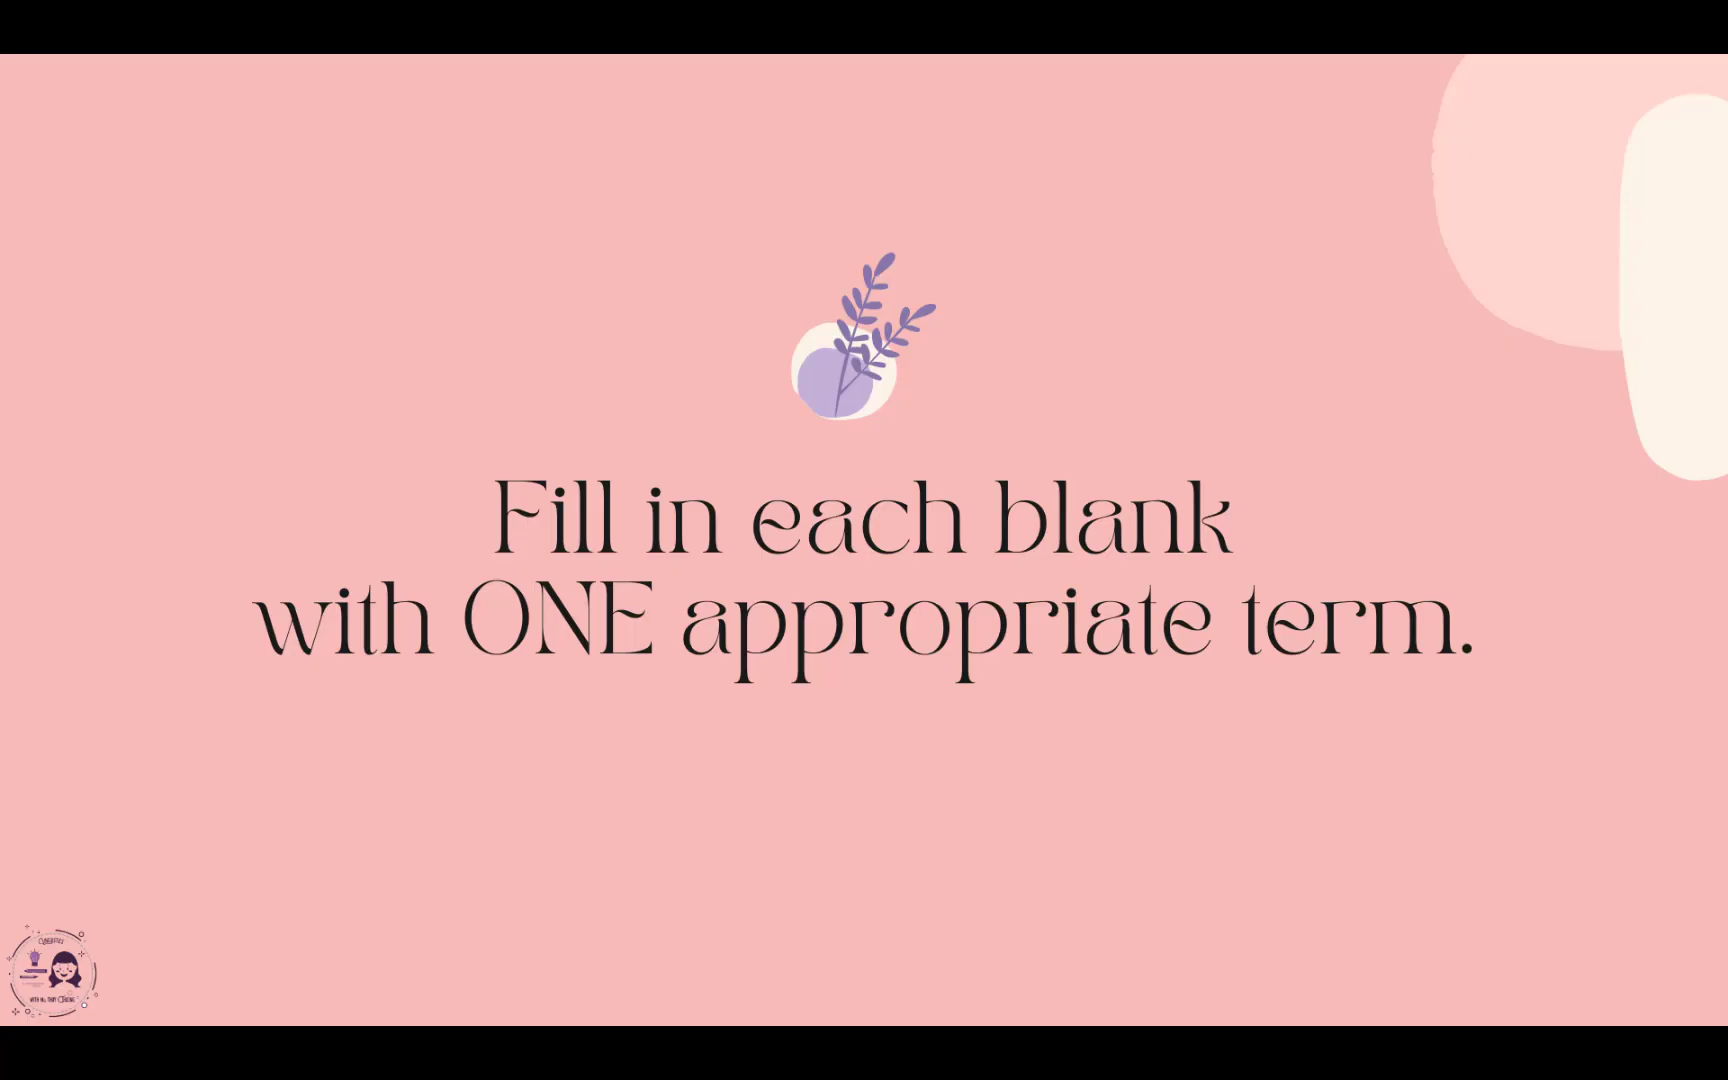 Fill in each blank
with ONE appropriate term.